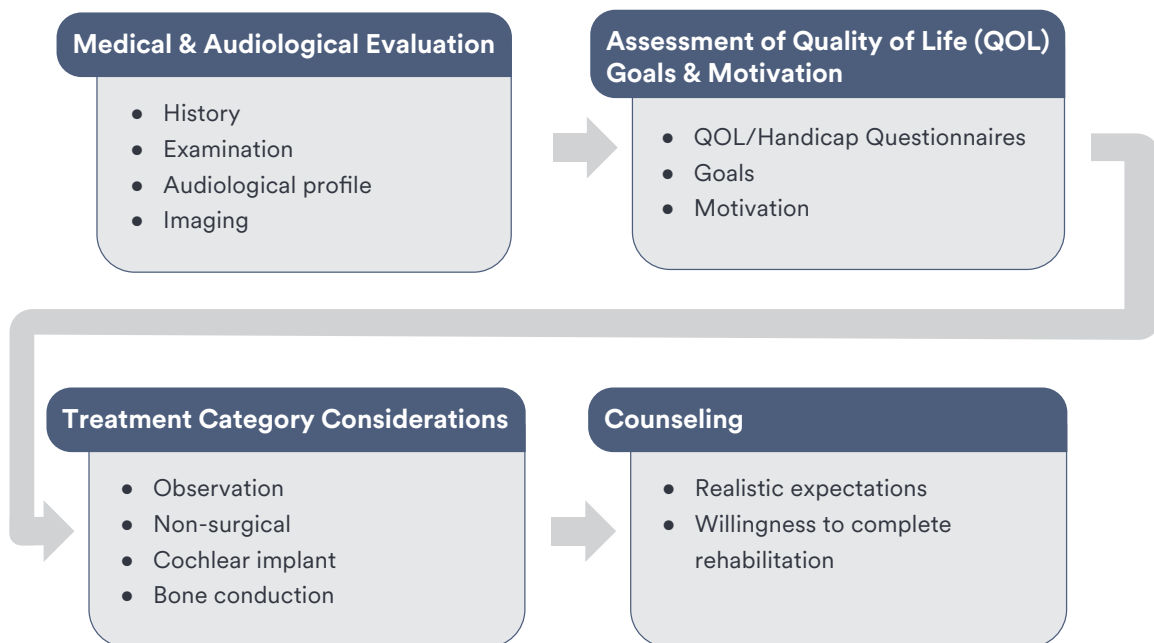 Medical & Audiological Evaluation
● History
● Examination
● Audiological profile
● Imaging
Assessment of Quality of Life (QOL)
Goals & Motivation
● QOL/Handicap Questionnaires
● Goals
● Motivation
Treatment Category Considerations
● Observation
● Non-surgical
● Cochlear implant
● Bone conduction
Counseling
● Realistic expectations
● Willingness to complete
rehabilitation